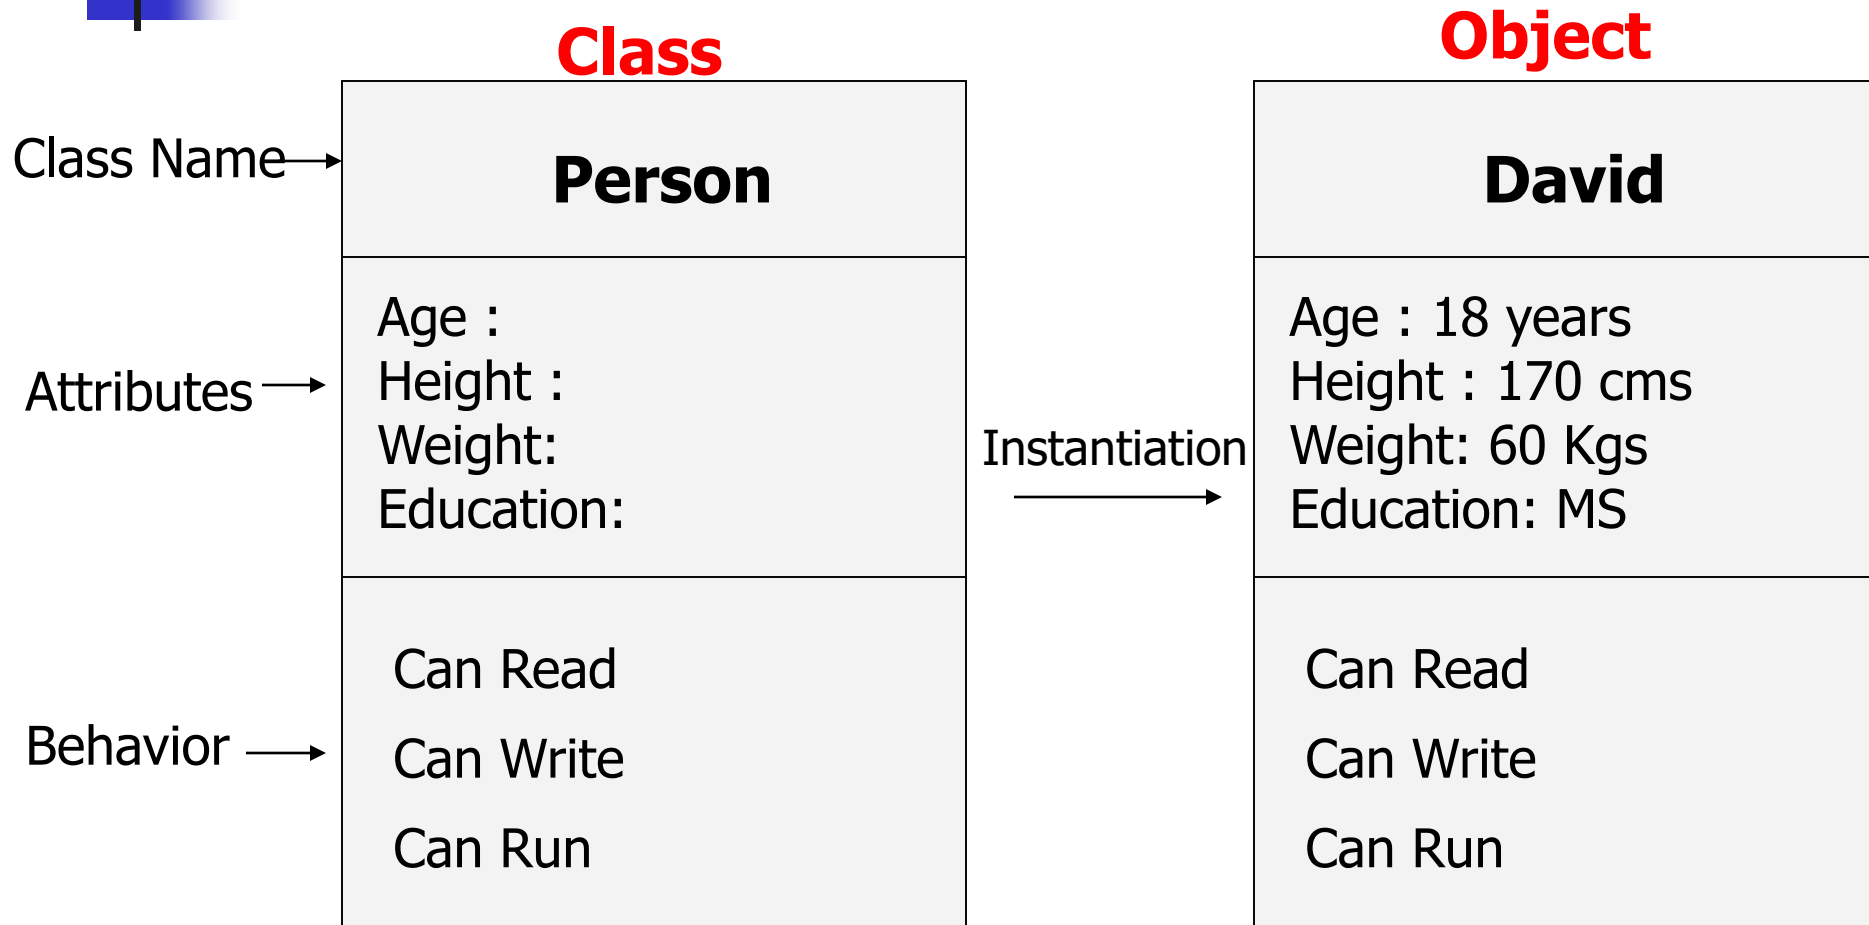 Class
Object
Class Name
Person
David
Attributes
Age :
Height :
Weight:
Education:
Instantiation
Age : 18 years
Height : 170 cms
Weight: 60 Kgs
Education: MS
Behavior
Can Read
Can Write
Can Run
Can Read
Can Write
Can Run